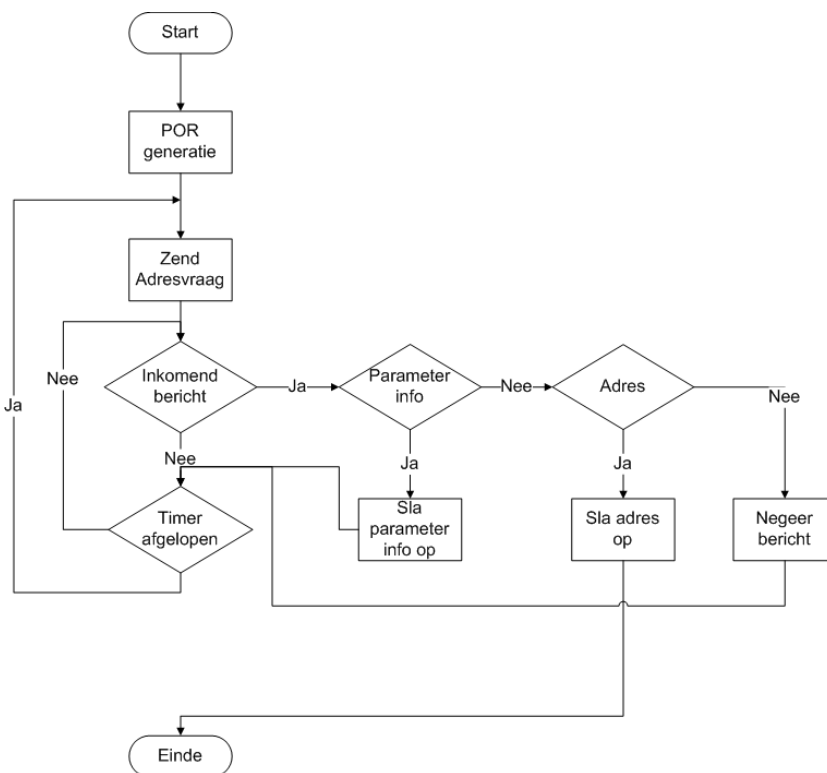 Start
POR
generatie
Zend
Adresvraag
Inkomend
bericht
Ja
Parameter
info
Nee
Adres
Nee
Nee
Ja
Nee
Ja
Ja
Timer
afgelopen
Sla
parameter
info op
Sla adres
op
Negeer
bericht
Einde